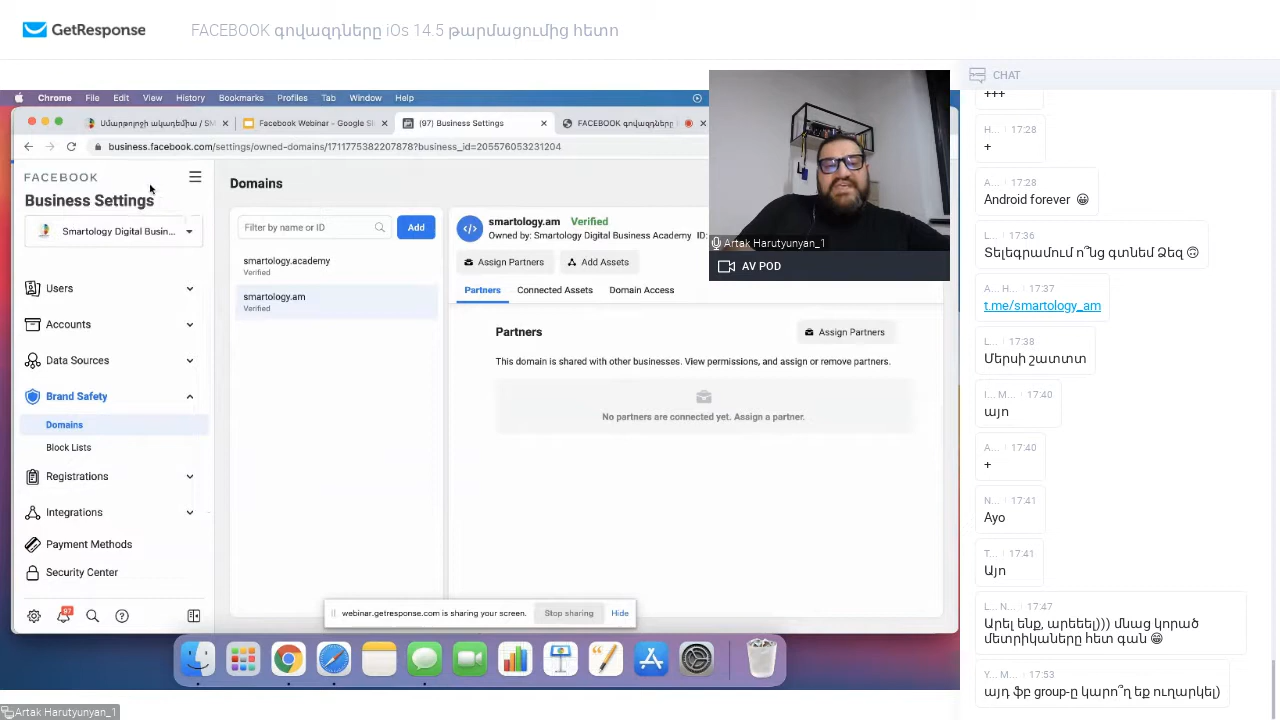 GetResponse
FACEBOOK գովազդները iOs 14.5 թարմացումից հետո
Chrome File Edit View History Bookmarks Profiles Tab Window Help
Սմարթոլոջի ակադեմիա / SM
Facebook Webinar – Google Sl
(97) Business Settings
FACEBOOK գովազդները
business.facebook.com/settings/owned-domains/1711775382207878?business_id=205576053231204
FACEBOOK
Business Settings
Smartology Digital Busin...
Users
Accounts
Data Sources
Brand Safety
Domains
Block Lists
Registrations
Integrations
Payment Methods
Security Center
97
Domains
Filter by name or ID
Add
smartology.academy
Verified
smartology.am
Verified
smartology.am Verified
Owned by: Smartology Digital Business Academy ID:
Assign Partners
Add Assets
Partners
Connected Assets
Domain Access
Partners
Assign Partners
This domain is shared with other businesses. View permissions, and assign or remove partners.
No partners are connected yet. Assign a partner.
webinar.getresponse.com is sharing your screen.
Stop sharing
Hide
Artak Harutyunyan_1
AV POD
Artak Harutyunyan_1
CHAT
+++
H... 17:28
+
A... 17:28
Android forever 😀
L... 17:36
Տելեգրամում ո՞նց գտնեմ Ձեզ 🙃
A... H... 17:37
t.me/smartology_am
L... 17:38
Մերսի շատտտ
I... M... 17:40
այո
A... 17:40
+
N... 17:41
Ayo
T... 17:41
Այո
L... N... 17:47
Արել ենք, արեեել))) մնաց կորած
մետրիկաները հետ գան 😁
Y... M... 17:53
այդ ֆբ group-ը կարո՞ղ եք ուղարկել)